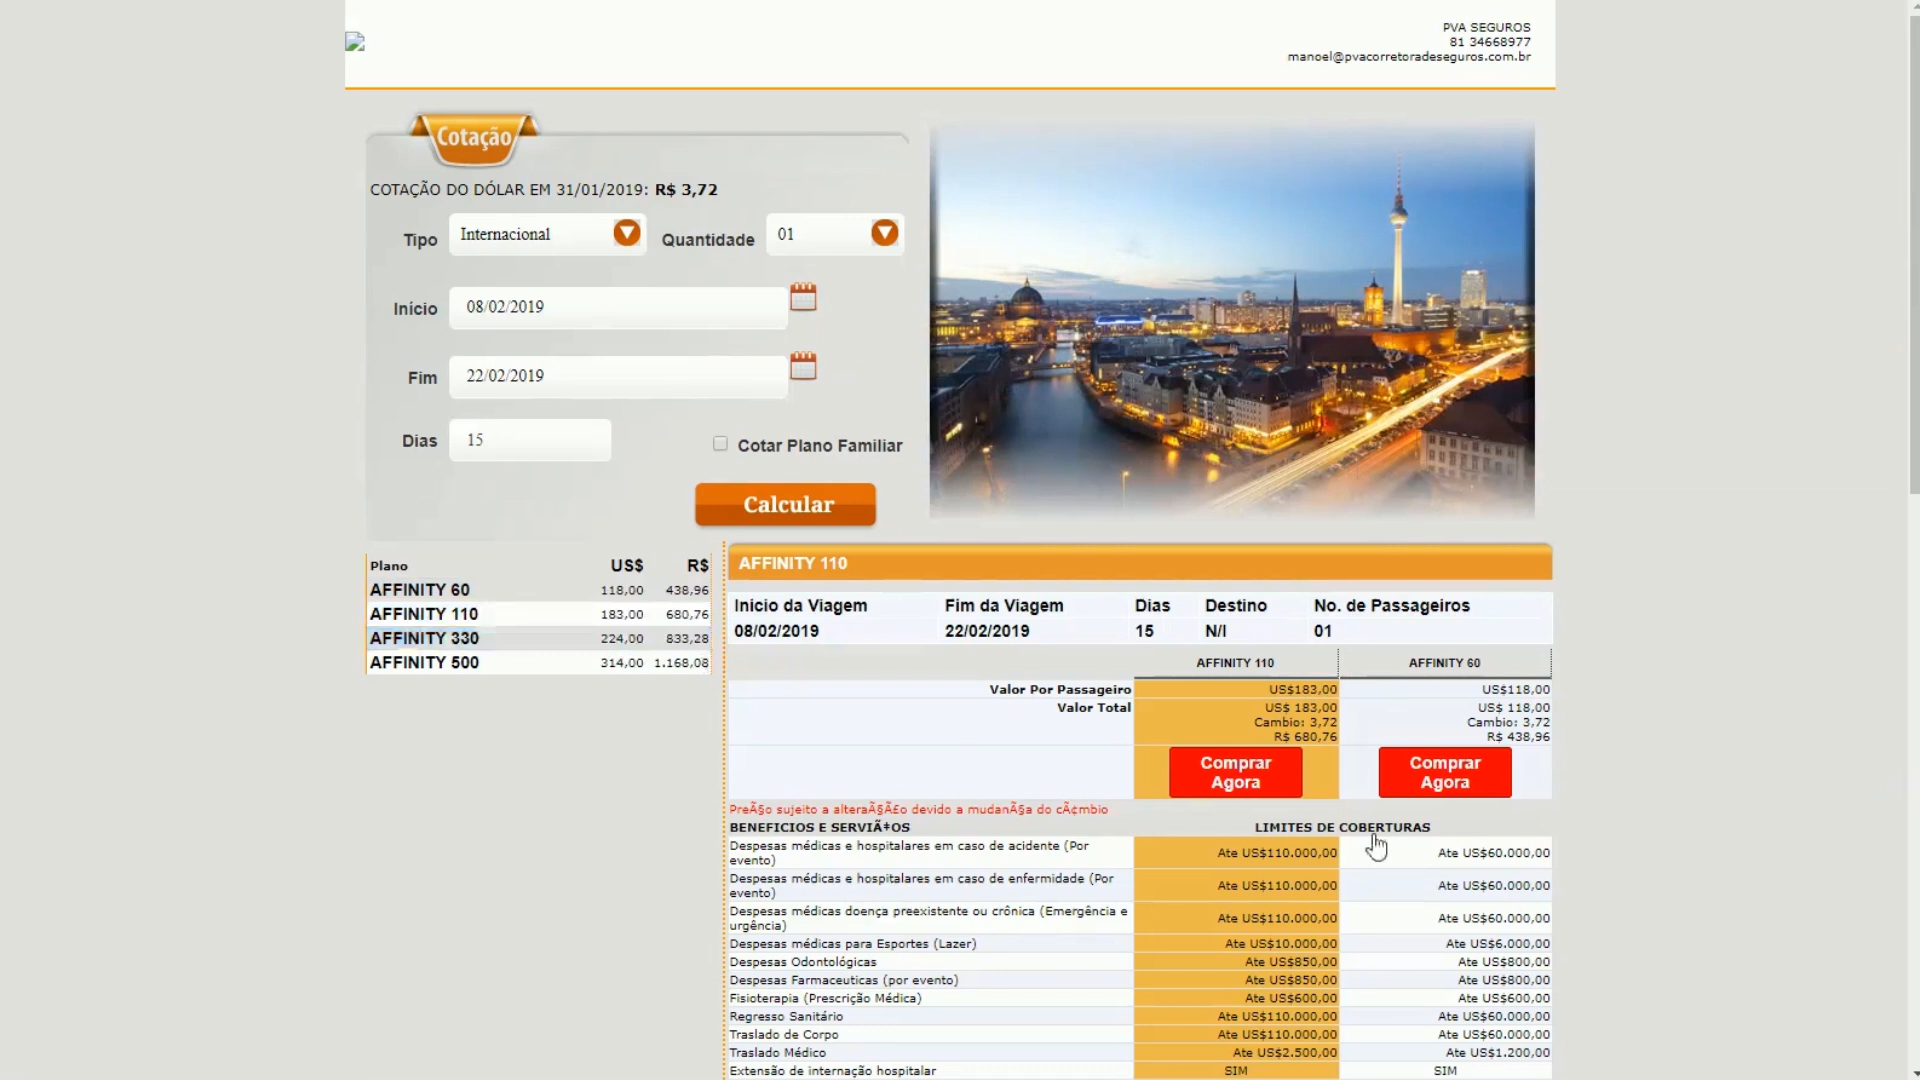 PVA SEGUROS
81 34668977
manoel@pvacorretoradeseguros.com.br
Cotação
COTAÇÃO DO DÓLAR EM 31/01/2019: R$ 3,72
Tipo Internacional Quantidade 01
Início 08/02/2019
Fim 22/02/2019
Dias 15 Cotar Plano Familiar
Calcular
Plano US$ R$
AFFINITY 60 118,00 438,96
AFFINITY 110 183,00 680,76
AFFINITY 330 224,00 833,28
AFFINITY 500 314,00 1.168,08
AFFINITY 110
Inicio da Viagem Fim da Viagem Dias Destino No. de Passageiros
08/02/2019 22/02/2019 15 N/I 01
AFFINITY 110 AFFINITY 60
Valor Por Passageiro US$183,00 US$118,00
Valor Total US$ 183,00 US$ 118,00
Cambio: 3,72 Cambio: 3,72
R$ 680,76 R$ 438,96
Comprar Agora Comprar Agora
PreÃ§o sujeito a alteraÃ§Ã£o devido a mudanÃ§a do cÃ¢mbio
BENEFICIOS E SERVIÃ‡OS LIMITES DE COBERTURAS
Despesas médicas e hospitalares em caso de acidente (Por
evento) Ate US$110.000,00 Ate US$60.000,00
Despesas médicas e hospitalares em caso de enfermidade (Por
evento) Ate US$110.000,00 Ate US$60.000,00
Despesas médicas doença preexistente ou crônica (Emergência e
urgência) Ate US$110.000,00 Ate US$60.000,00
Despesas médicas para Esportes (Lazer) Ate US$10.000,00 Ate US$6.000,00
Despesas Odontológicas Ate US$850,00 Ate US$800,00
Despesas Farmaceuticas (por evento) Ate US$850,00 Ate US$800,00
Fisioterapia (Prescrição Médica) Ate US$600,00 Ate US$600,00
Regresso Sanitário Ate US$110.000,00 Ate US$60.000,00
Traslado de Corpo Ate US$110.000,00 Ate US$60.000,00
Traslado Médico Ate US$2.500,00 Ate US$1.200,00
Extensão de internação hospitalar SIM SIM